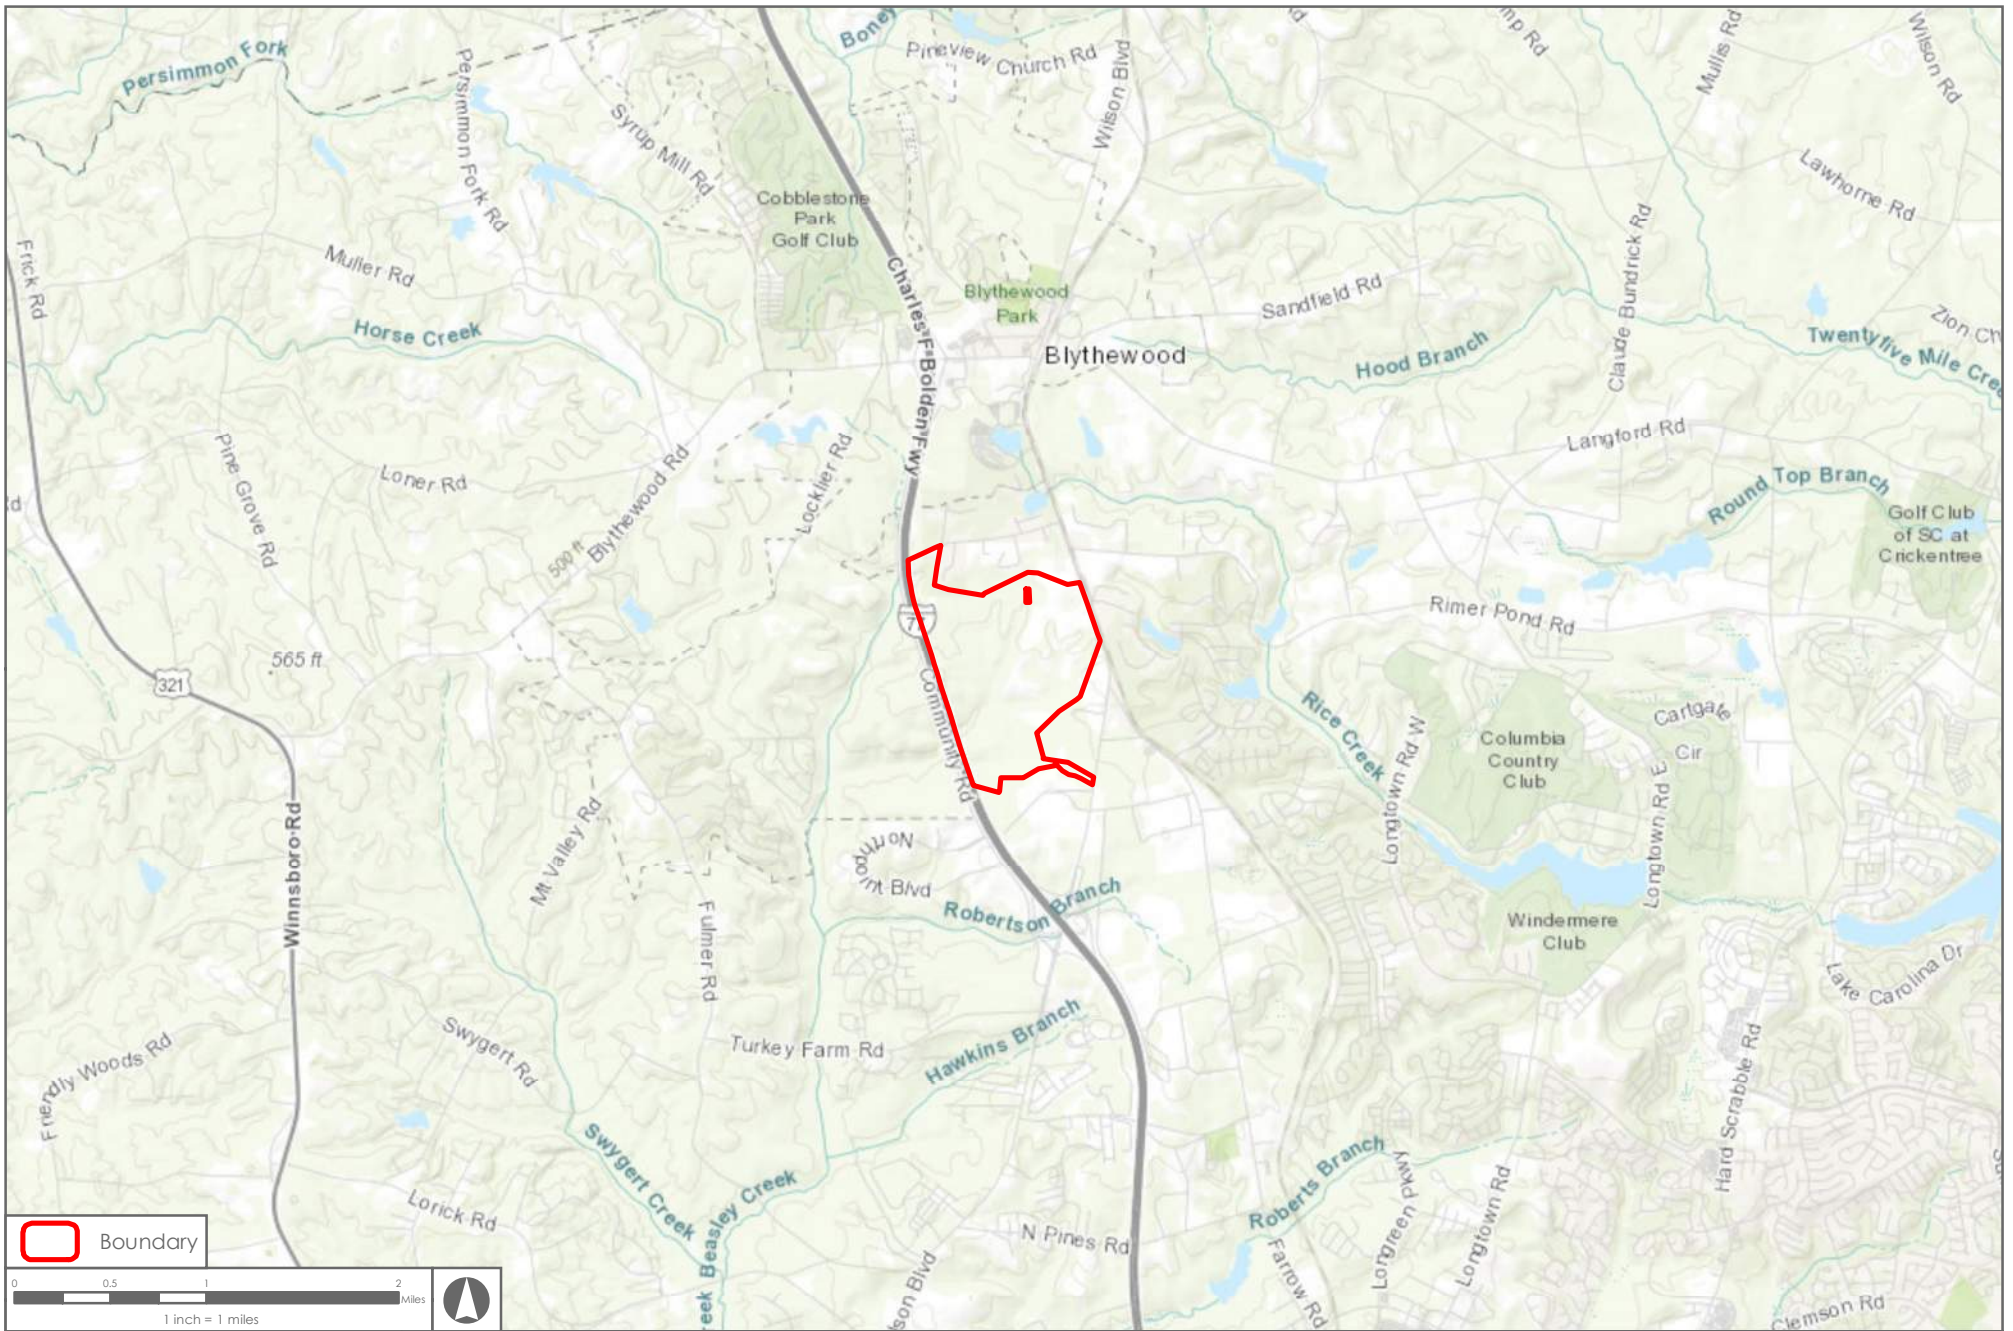 Persimmon Fork
Persimmon Fork Rd
Syrup Mill Rd
Boney
Pineview Church Rd
Wilson Blvd
Mullis Rd
Wilson Rd
Lawhorne Rd
Cobblestone
Park
Golf Club
Frick Rd
Muller Rd
Charles F Bolden Fwy
Blythewood
Park
Sandfield Rd
Claude Bundrick Rd
Horse Creek
Blythewood
Hood Branch
Twentyfive Mile Cree
Pine Grove Rd
Loner Rd
Blythewood Rd
500 ft
Locklier Rd
Langford Rd
Round Top Branch
Golf Club
of SC at
Crickentree
Rimer Pond Rd
77
565 ft
321
Community Rd
Rice Creek
Longtown Rd W
Columbia
Country
Club
Cartgate
Cir
Longtown Rd E
Winnsboro Rd
Mt Valley Rd
North
point Blvd
Robertson Branch
Windermere
Club
Fulmer Rd
Lake Carolina Dr
Friendly Woods Rd
Swygert Rd
Turkey Farm Rd
Hawkins Branch
Hard Scrabble Rd
Swygert Creek
Beasley Creek
reek
Roberts Branch
Longreen Pkwy
Longtown Rd
Lorick Rd
N Pines Rd
son Blvd
Farrow Rd
Clemson Rd
Boundary
0 0.5 1 2
Miles
1 inch = 1 miles